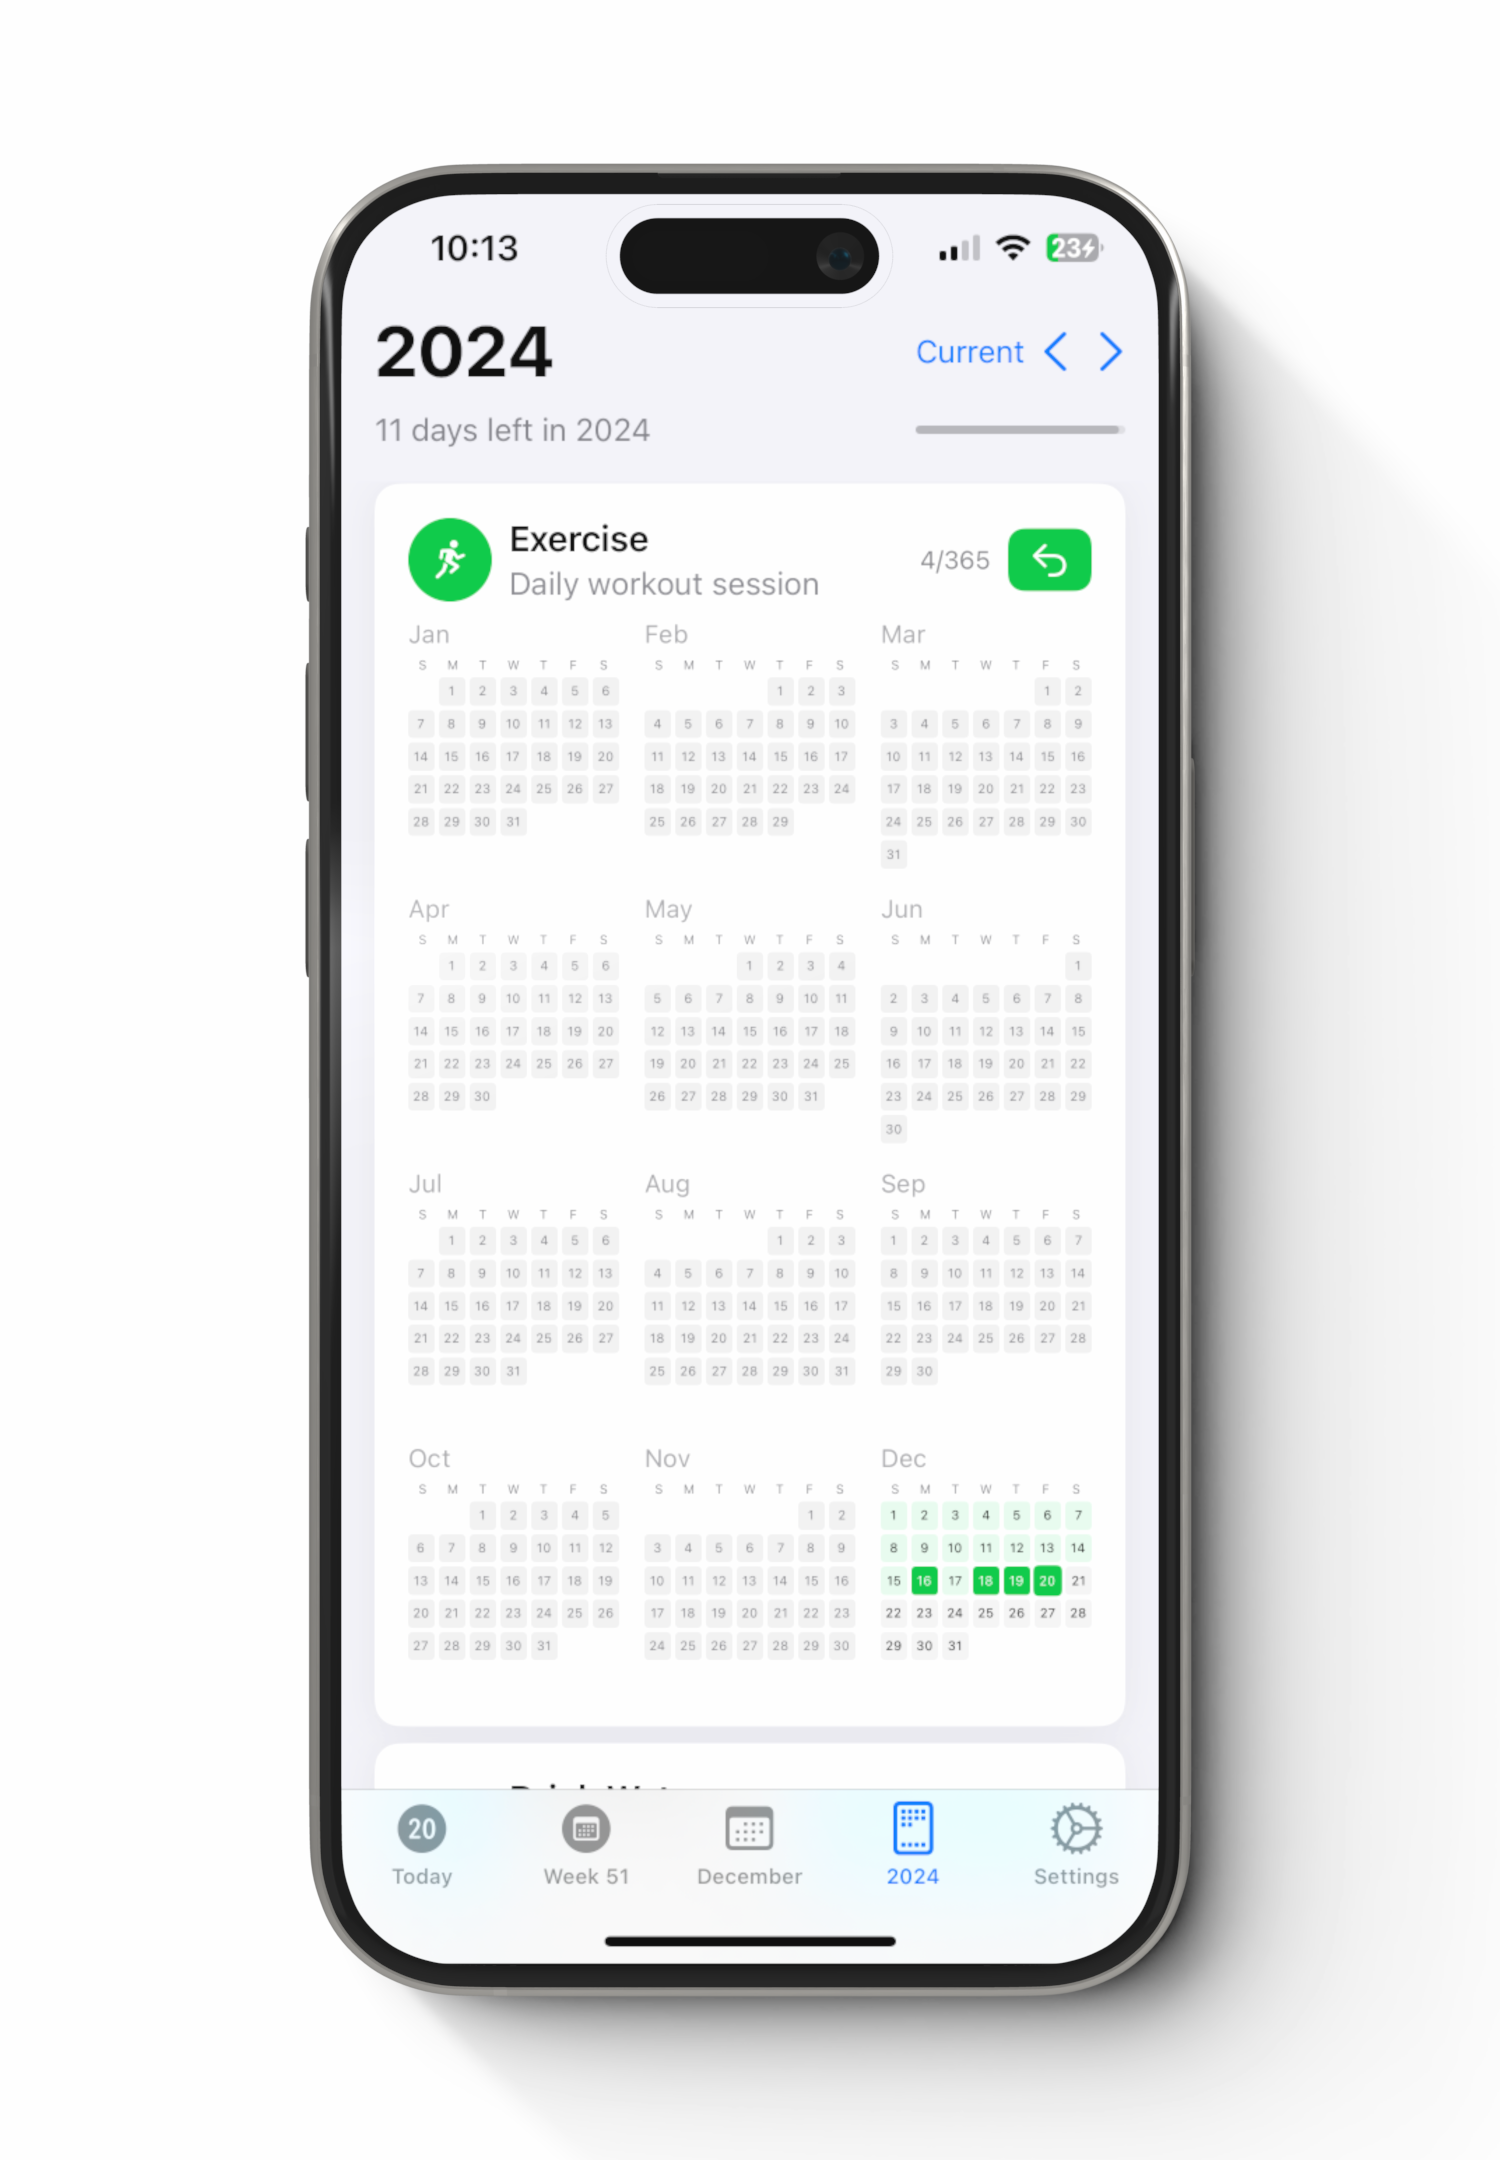 10:13
23
2024
Current
11 days left in 2024
Exercise
Daily workout session
4/365
Jan Feb Mar
S M T W T F S S M T W T F S S M T W T F S
1 2 3 4 5 6 1 2 3 1 2
7 8 9 10 11 12 13 4 5 6 7 8 9 10 3 4 5 6 7 8 9
14 15 16 17 18 19 20 11 12 13 14 15 16 17 10 11 12 13 14 15 16
21 22 23 24 25 26 27 18 19 20 21 22 23 24 17 18 19 20 21 22 23
28 29 30 31 25 26 27 28 29 24 25 26 27 28 29 30
31
Apr May Jun
S M T W T F S S M T W T F S S M T W T F S
1 2 3 4 5 6 1 2 3 4 1
7 8 9 10 11 12 13 5 6 7 8 9 10 11 2 3 4 5 6 7 8
14 15 16 17 18 19 20 12 13 14 15 16 17 18 9 10 11 12 13 14 15
21 22 23 24 25 26 27 19 20 21 22 23 24 25 16 17 18 19 20 21 22
28 29 30 26 27 28 29 30 31 23 24 25 26 27 28 29
30
Jul Aug Sep
S M T W T F S S M T W T F S S M T W T F S
1 2 3 4 5 6 1 2 3 1 2 3 4 5 6 7
7 8 9 10 11 12 13 4 5 6 7 8 9 10 8 9 10 11 12 13 14
14 15 16 17 18 19 20 11 12 13 14 15 16 17 15 16 17 18 19 20 21
21 22 23 24 25 26 27 18 19 20 21 22 23 24 22 23 24 25 26 27 28
28 29 30 31 25 26 27 28 29 30 31 29 30
Oct Nov Dec
S M T W T F S S M T W T F S S M T W T F S
1 2 3 4 5 1 2 1 2 3 4 5 6 7
6 7 8 9 10 11 12 3 4 5 6 7 8 9 8 9 10 11 12 13 14
13 14 15 16 17 18 19 10 11 12 13 14 15 16 15 16 17 18 19 20 21
20 21 22 23 24 25 26 17 18 19 20 21 22 23 22 23 24 25 26 27 28
27 28 29 30 31 24 25 26 27 28 29 30 29 30 31
20
Today Week 51 December 2024 Settings